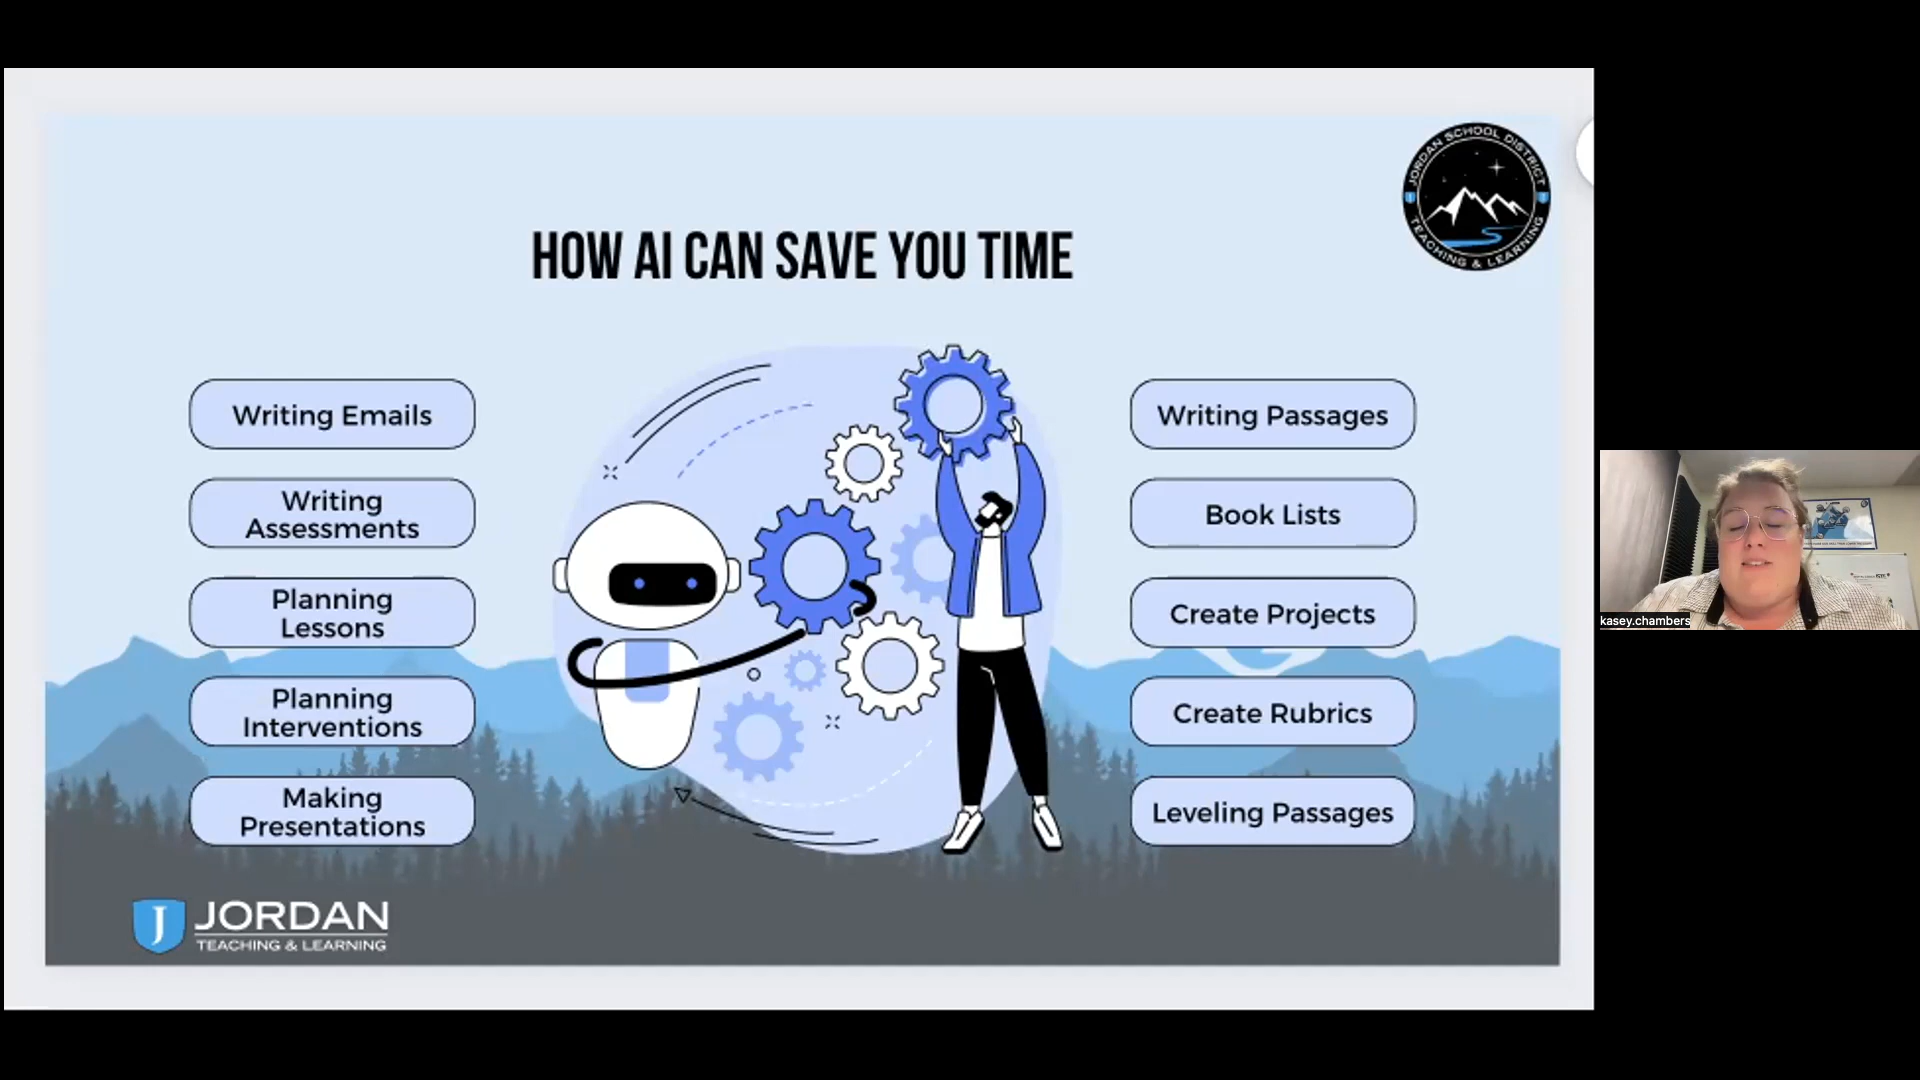 JORDAN SCHOOL DISTRICT
TEACHING & LEARNING
HOW AI CAN SAVE YOU TIME
Writing Emails
Writing
Assessments
Planning
Lessons
Planning
Interventions
Making
Presentations
Writing Passages
Book Lists
Create Projects
Create Rubrics
Leveling Passages
J JORDAN
TEACHING & LEARNING
kasey.chambers